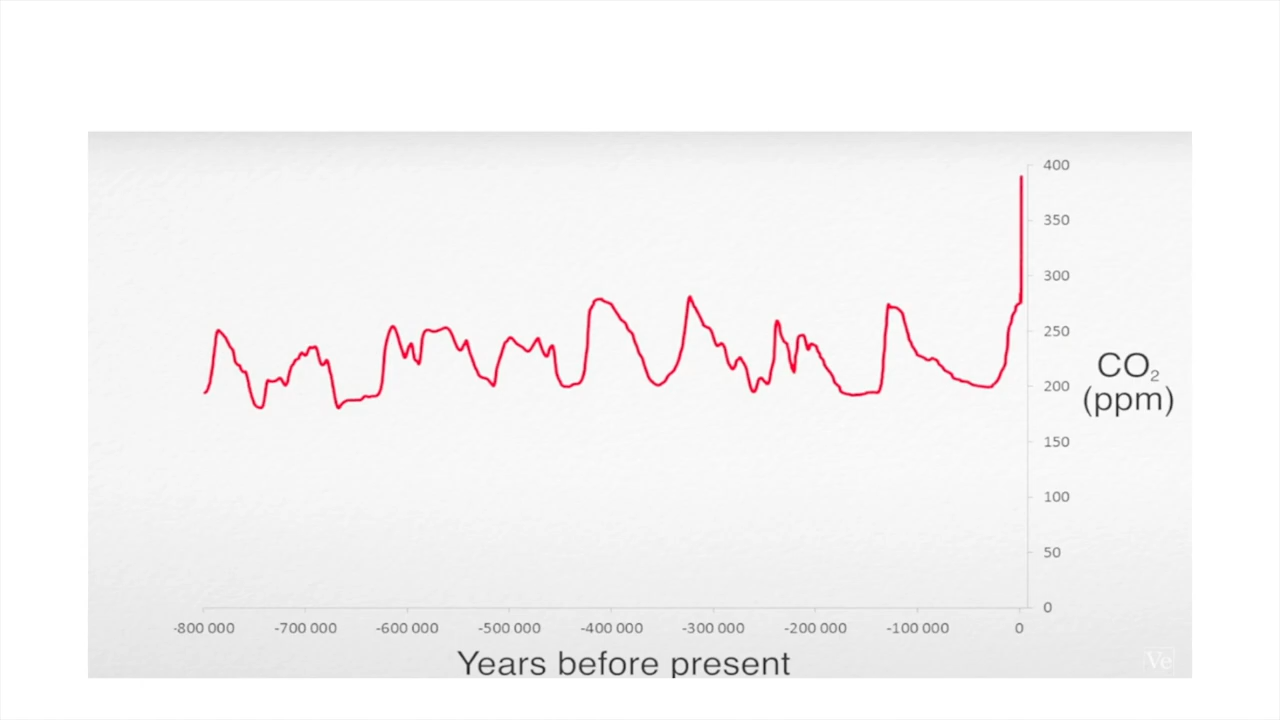 400
350
300
250
200
150
100
50
0
CO₂
(ppm)
-800 000 -700 000 -600 000 -500 000 -400 000 -300 000 -200 000 -100 000 0
Years before present
Ve